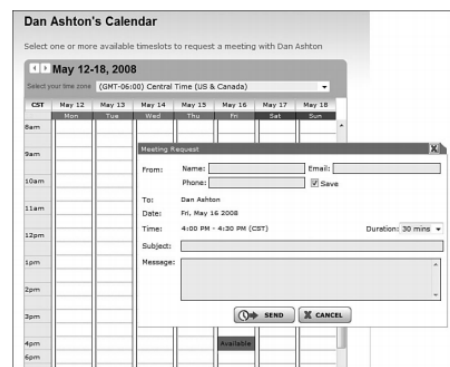 Dan Ashton's Calendar
Select one or more available timeslots to request a meeting with Dan Ashton
May 12-18, 2008
Select your time zone (GMT-06:00) Central Time (US & Canada)
CST May 12 May 13 May 14 May 15 May 16 May 17 May 18
Mon Tue Wed Thu Fri Sat Sun
8am
9am
Meeting Request X
From: Name: Email:
Phone: Save
10am
To: Dan Ashton
11am
Date: Fri, May 16 2008
Time: 4:00 PM - 4:30 PM (CST) Duration: 30 mins
12pm
Subject:
1pm
Message:
2pm
3pm
SEND X CANCEL
4pm Available
6pm